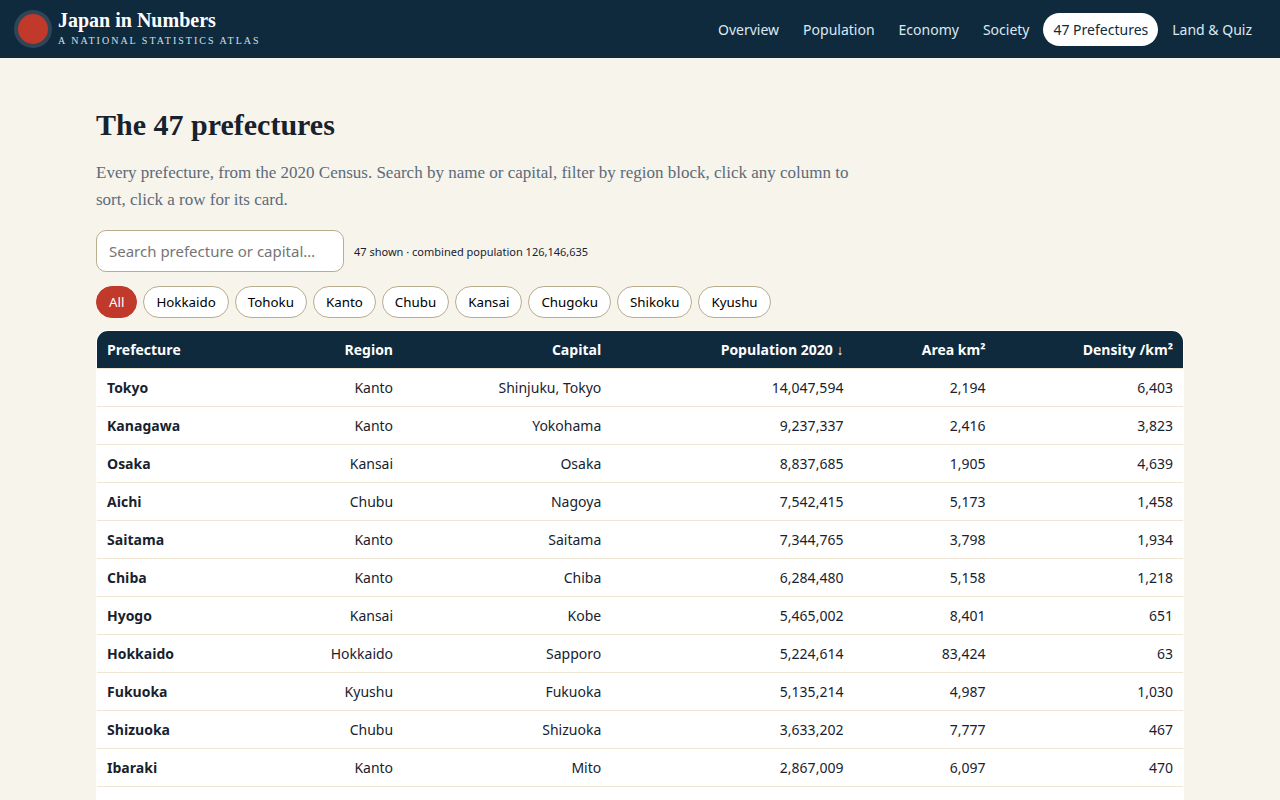 Japan in Numbers
A NATIONAL STATISTICS ATLAS
Overview Population Economy Society 47 Prefectures Land & Quiz
The 47 prefectures
Every prefecture, from the 2020 Census. Search by name or capital, filter by region block, click any column to
sort, click a row for its card.
Search prefecture or capital... 47 shown · combined population 126,146,635
All Hokkaido Tohoku Kanto Chubu Kansai Chugoku Shikoku Kyushu
Prefecture Region Capital Population 2020 ↓ Area km² Density /km²
Tokyo Kanto Shinjuku, Tokyo 14,047,594 2,194 6,403
Kanagawa Kanto Yokohama 9,237,337 2,416 3,823
Osaka Kansai Osaka 8,837,685 1,905 4,639
Aichi Chubu Nagoya 7,542,415 5,173 1,458
Saitama Kanto Saitama 7,344,765 3,798 1,934
Chiba Kanto Chiba 6,284,480 5,158 1,218
Hyogo Kansai Kobe 5,465,002 8,401 651
Hokkaido Hokkaido Sapporo 5,224,614 83,424 63
Fukuoka Kyushu Fukuoka 5,135,214 4,987 1,030
Shizuoka Chubu Shizuoka 3,633,202 7,777 467
Ibaraki Kanto Mito 2,867,009 6,097 470